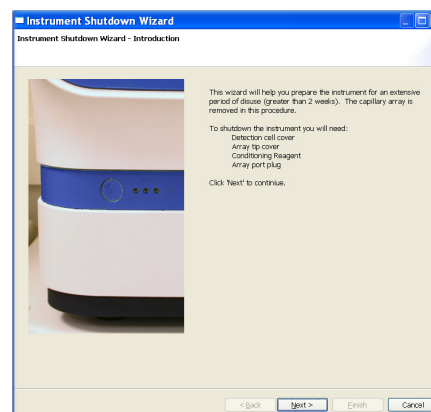 Instrument Shutdown Wizard
Instrument Shutdown Wizard - Introduction
This wizard will help you prepare the instrument for an extensive
period of disuse (greater than 2 weeks). The capillary array is
removed in this procedure.
To shutdown the instrument you will need:
Detection cell cover
Array tip cover
Conditioning Reagent
Array port plug
Click 'Next' to continue.
< Back Next > Finish Cancel